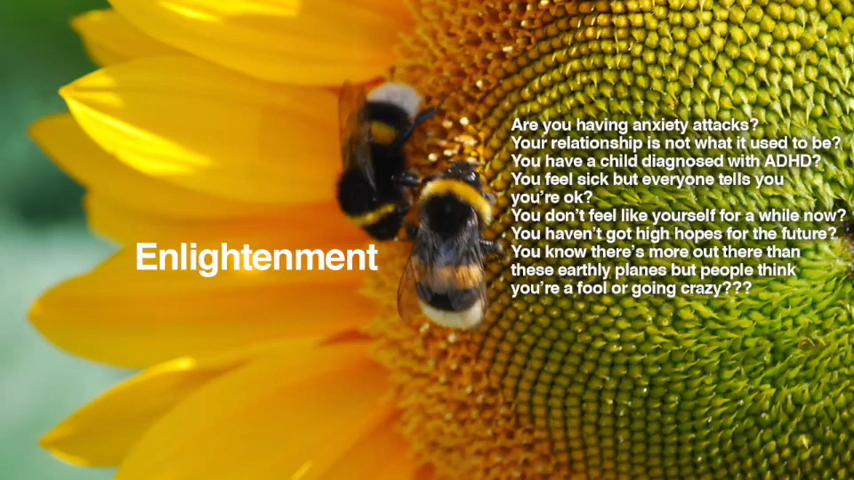 Enlightenment
Are you having anxiety attacks?
Your relationship is not what it used to be?
You have a child diagnosed with ADHD?
You feel sick but everyone tells you
you're ok?
You don't feel like yourself for a while now?
You haven't got high hopes for the future?
You know there's more out there than
these earthly planes but people think
you're a fool or going crazy???